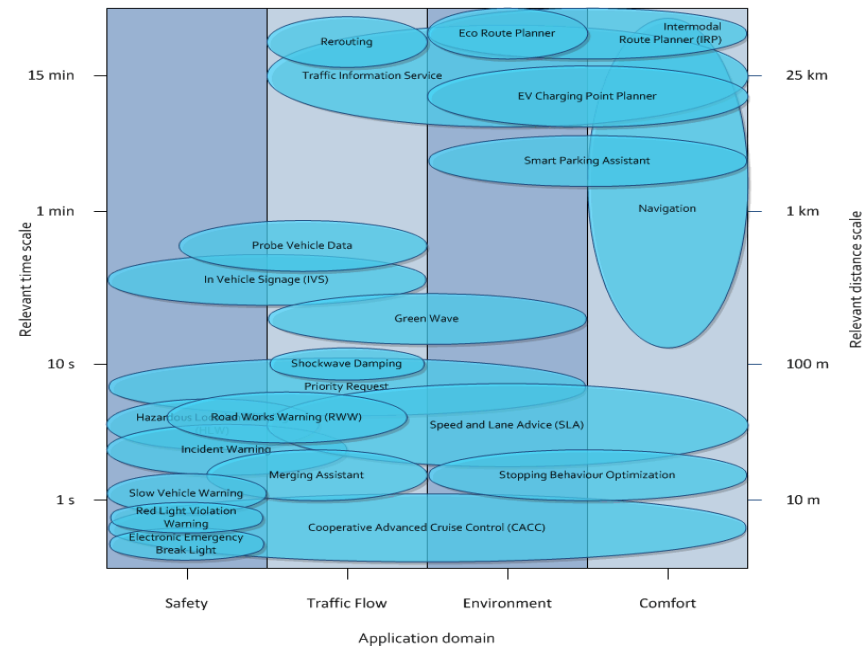 Rerouting
Eco Route Planner
Intermodal
Route Planner (IRP)
15 min
Traffic Information Service
25 km
EV Charging Point Planner
Smart Parking Assistant
1 min
Navigation
1 km
Relevant time scale
Relevant distance scale
Probe Vehicle Data
In Vehicle Signage (IVS)
Green Wave
10 s
Shockwave Damping
100 m
Priority Request
Road Works Warning (RWW)
Speed and Lane Advice (SLA)
Incident Warning
Merging Assistant
Stopping Behaviour Optimization
Slow Vehicle Warning
1 s
10 m
Red Light Violation
Warning
Cooperative Advanced Cruise Control (CACC)
Electronic Emergency
Break Light
Safety
Traffic Flow
Environment
Comfort
Application domain